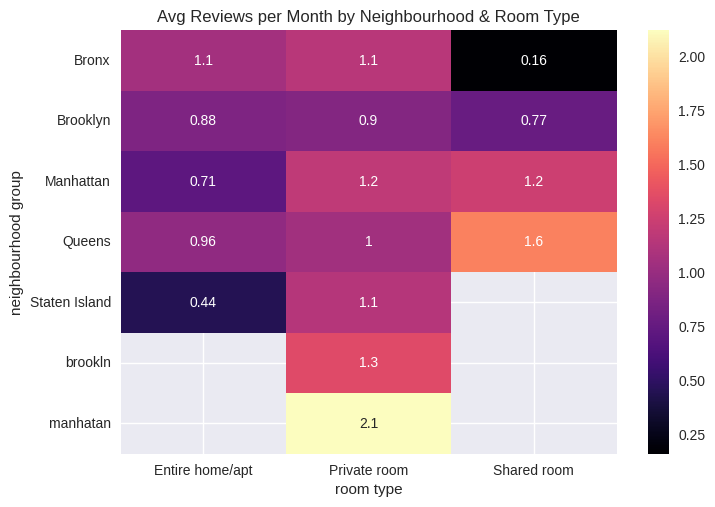 Avg Reviews per Month by Neighbourhood & Room Type
neighbourhood group
Bronx 1.1 1.1 0.16
Brooklyn 0.88 0.9 0.77
Manhattan 0.71 1.2 1.2
Queens 0.96 1 1.6
Staten Island 0.44 1.1
brookln 1.3
manhatan 2.1
Entire home/apt Private room Shared room
room type
2.00
1.75
1.50
1.25
1.00
0.75
0.50
0.25